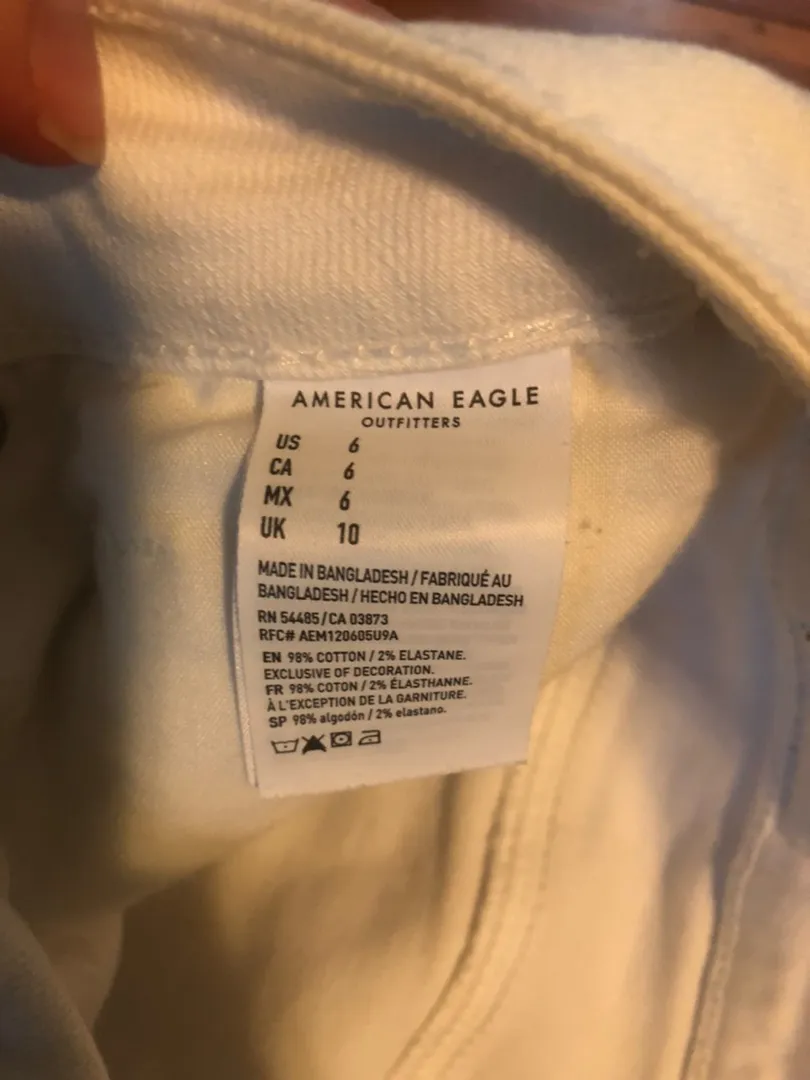 AMERICAN EAGLE
OUTFITTERS
US 6
CA 6
MX 6
UK 10
MADE IN BANGLADESH / FABRIQUÉ AU
BANGLADESH / HECHO EN BANGLADESH
RN 54485 / CA 03873
RFC# AEM120605U9A
EN 98% COTTON / 2% ELASTANE.
EXCLUSIVE OF DECORATION.
FR 98% COTON / 2% ÉLASTHANNE.
À L'EXCEPTION DE LA GARNITURE.
SP 98% algodón / 2% elastano.